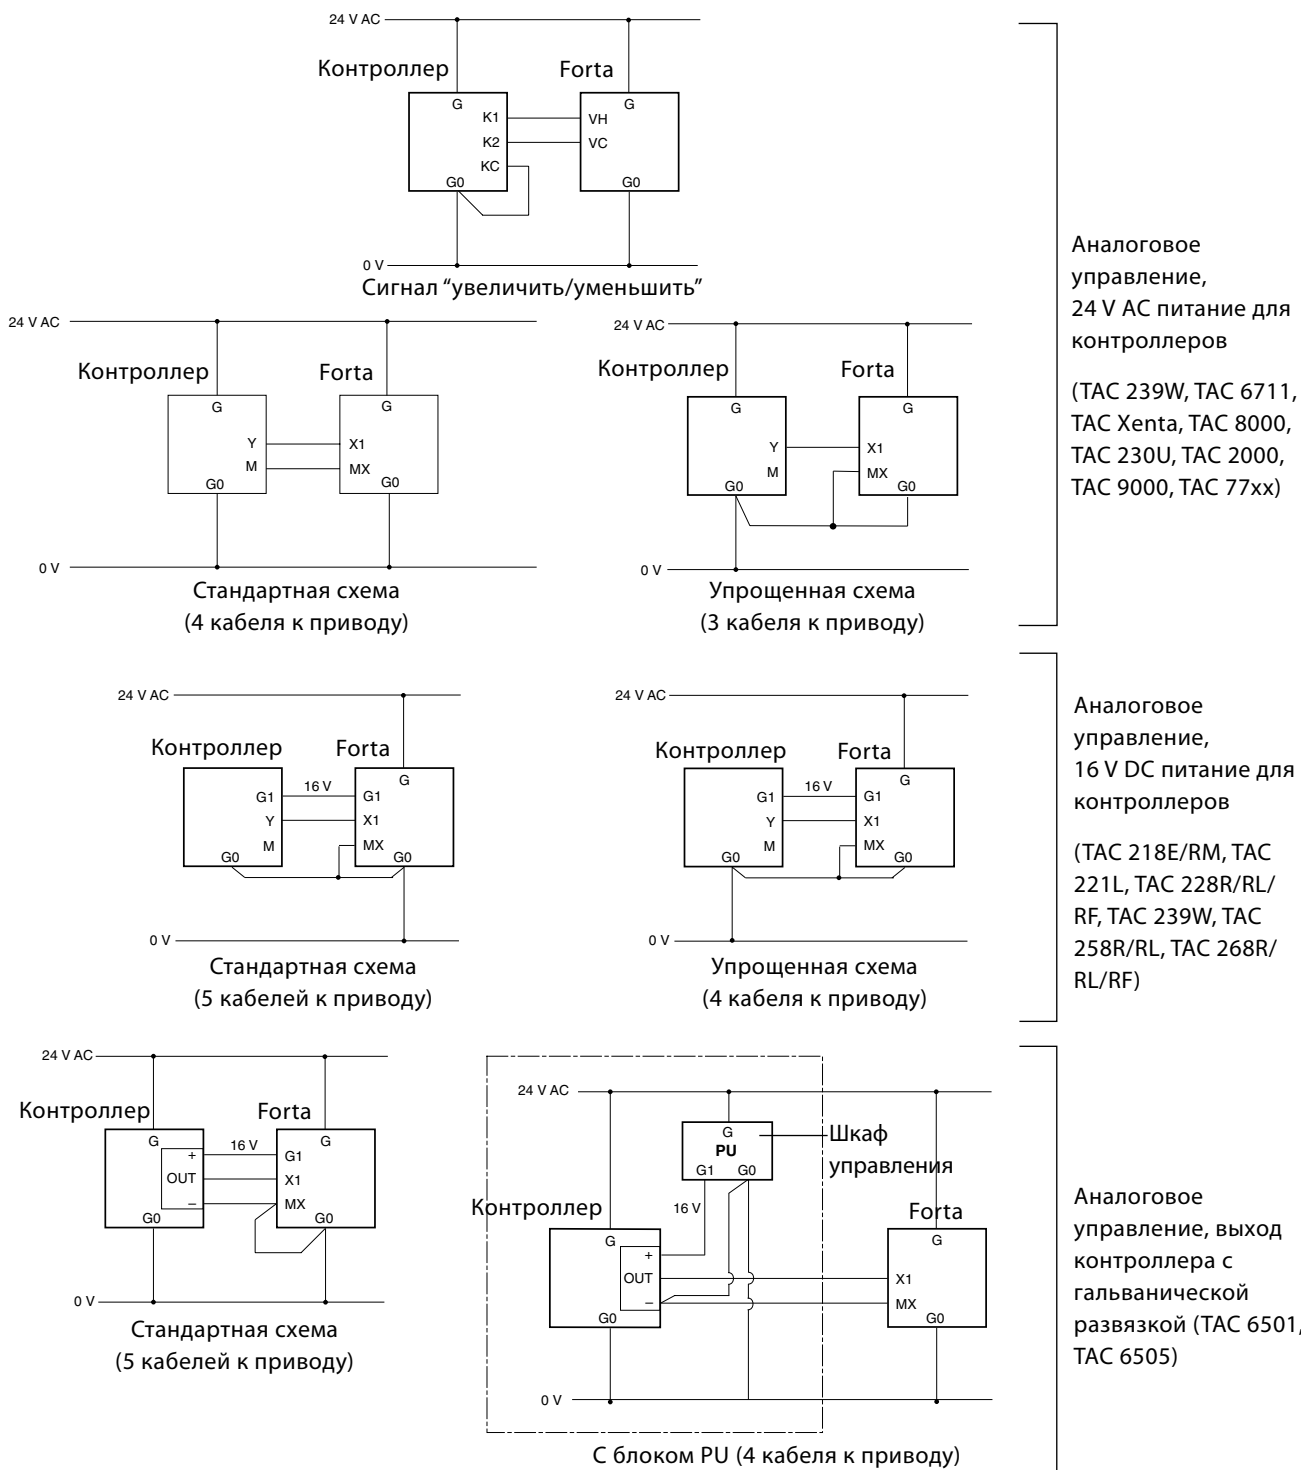 24 V AC
Контроллер
Forta
G
G
K1
VH
K2
VC
KC
G0
G0
0 V
Сигнал “увеличить/уменьшить”
24 V AC
Контроллер
Forta
G
G
Y
X1
M
MX
G0
G0
0 V
Стандартная схема
(4 кабеля к приводу)
24 V AC
Контроллер
Forta
G
G
Y
X1
M
MX
G0
G0
0 V
Упрощенная схема
(3 кабеля к приводу)
Аналоговое
управление,
24 V AC питание для
контроллеров
(TAC 239W, TAC 6711,
TAC Xenta, TAC 8000,
TAC 230U, TAC 2000,
TAC 9000, TAC 77xx)
24 V AC
Контроллер
Forta
G
G1
16 V
G1
Y
X1
M
MX
G0
G0
0 V
Стандартная схема
(5 кабелей к приводу)
24 V AC
Контроллер
Forta
G
G1
16 V
G1
Y
X1
M
MX
G0
G0
0 V
Упрощенная схема
(4 кабеля к приводу)
Аналоговое
управление,
16 V DC питание для
контроллеров
(TAC 218E/RM, TAC
221L, TAC 228R/RL/
RF, TAC 239W, TAC
258R/RL, TAC 268R/
RL/RF)
24 V AC
Контроллер
Forta
G
G
+
16 V
G1
OUT
X1
–
MX
G0
G0
0 V
Стандартная схема
(5 кабелей к приводу)
24 V AC
G
PU
G1
G0
Шкаф
управления
Контроллер
16 V
Forta
G
G
+
OUT
X1
–
MX
G0
G0
0 V
С блоком PU (4 кабеля к приводу)
Аналоговое
управление, выход
контроллера с
гальванической
развязкой (TAC 6501,
TAC 6505)